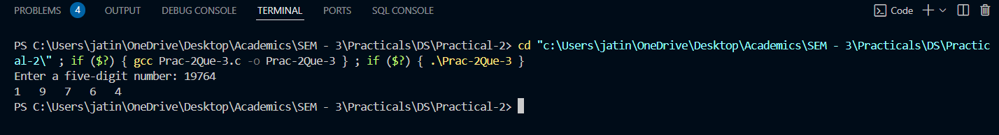 PROBLEMS 4 OUTPUT DEBUG CONSOLE TERMINAL PORTS SQL CONSOLE Code
PS C:\Users\jatin\OneDrive\Desktop\Academics\SEM - 3\Practicals\DS\Practical-2> cd "c:\Users\jatin\OneDrive\Desktop\Academics\SEM - 3\Practicals\DS\Practic
al-2\" ; if ($?) { gcc Prac-2Que-3.c -o Prac-2Que-3 } ; if ($?) { .\Prac-2Que-3 }
Enter a five-digit number: 19764
1   9   7   6   4
PS C:\Users\jatin\OneDrive\Desktop\Academics\SEM - 3\Practicals\DS\Practical-2>